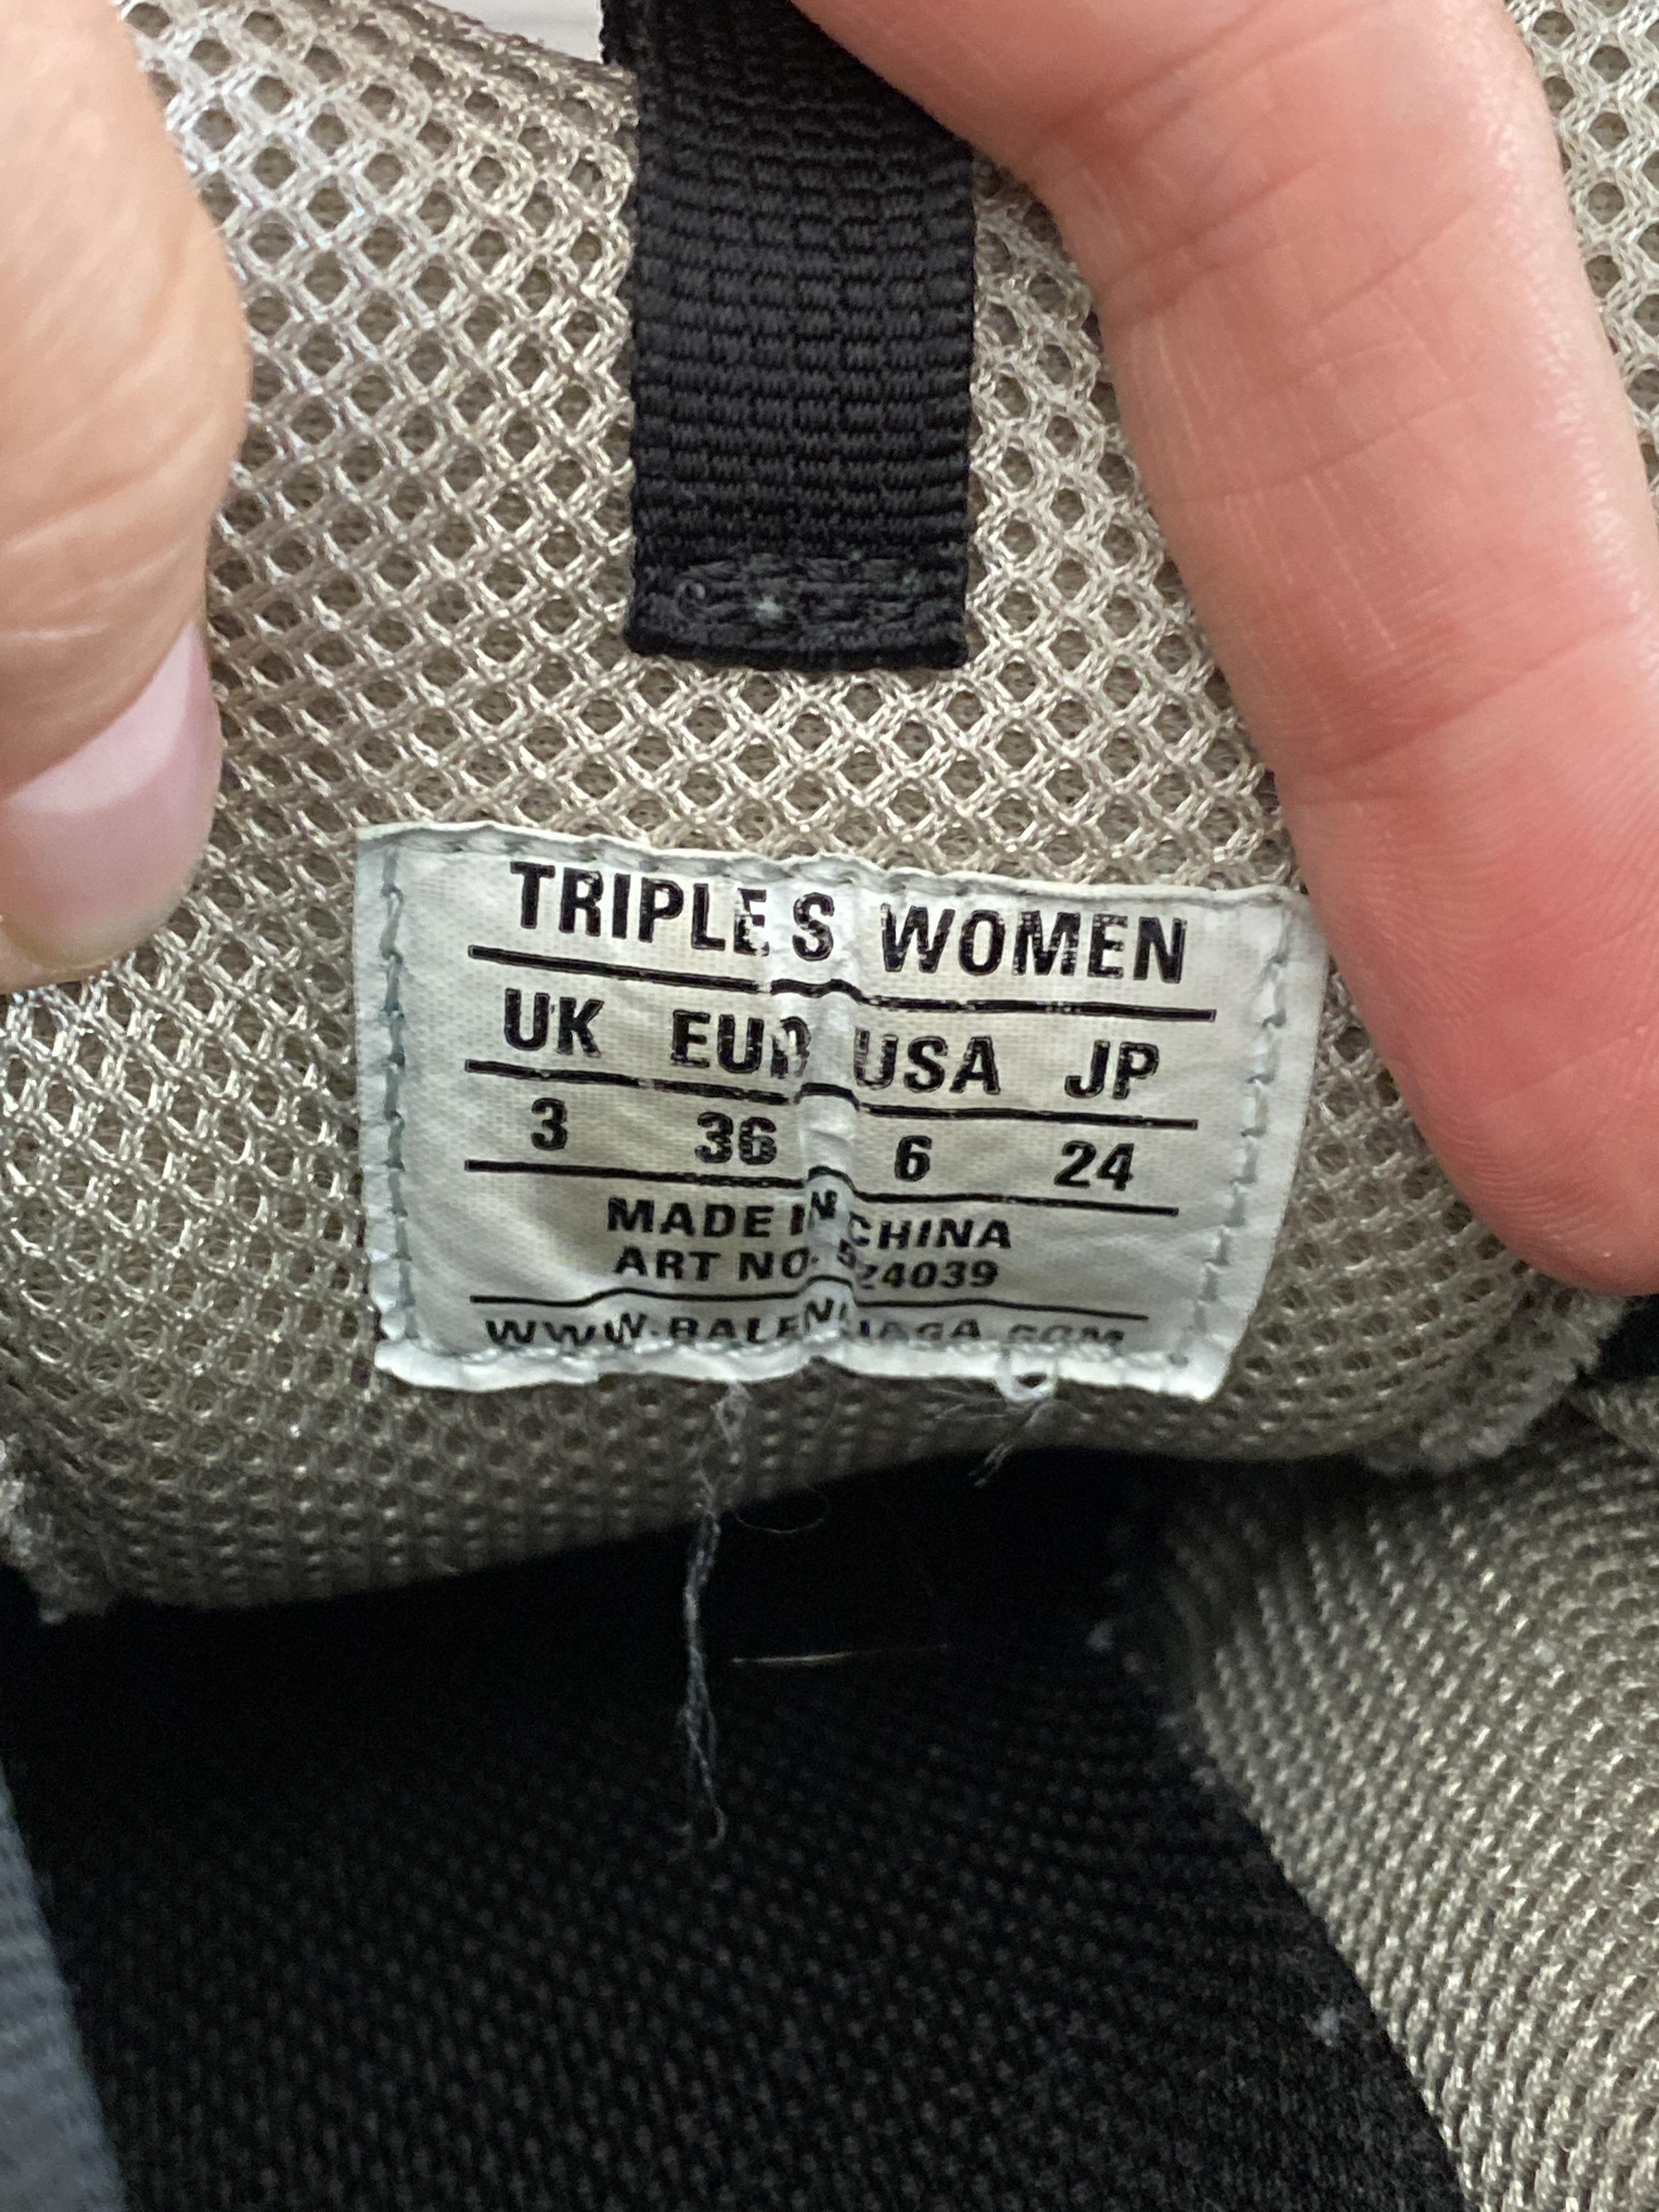 TRIPLE S WOMEN
UK EUR USA JP
3 36 6 24
MADE IN CHINA
ART NO. 524039
WWW.BALENCIAGA.COM